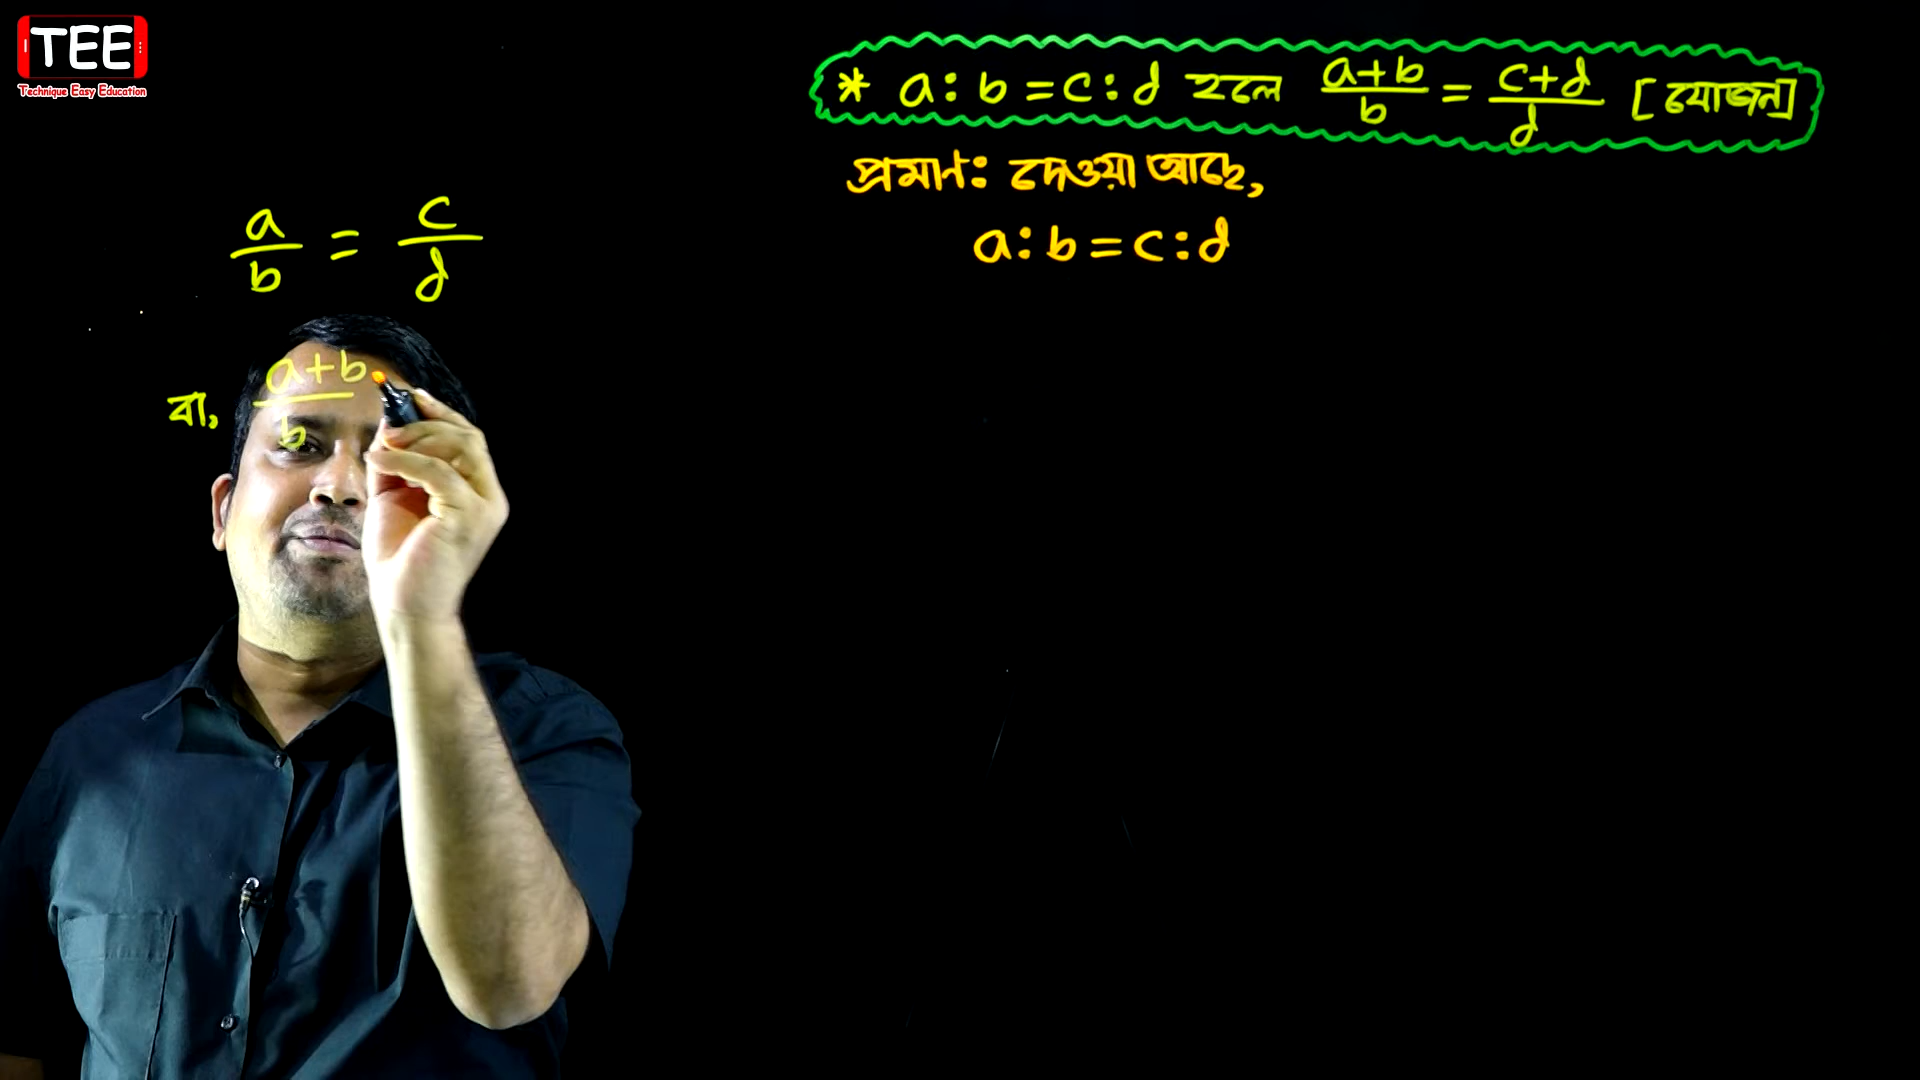 TEE
Technique Easy Education
* a : b = c : d হলে (a+b)/b = (c+d)/d [যোজন]
প্রমাণ: দেওয়া আছে,
a : b = c : d
a/b = c/d
বা, (a+b)/b